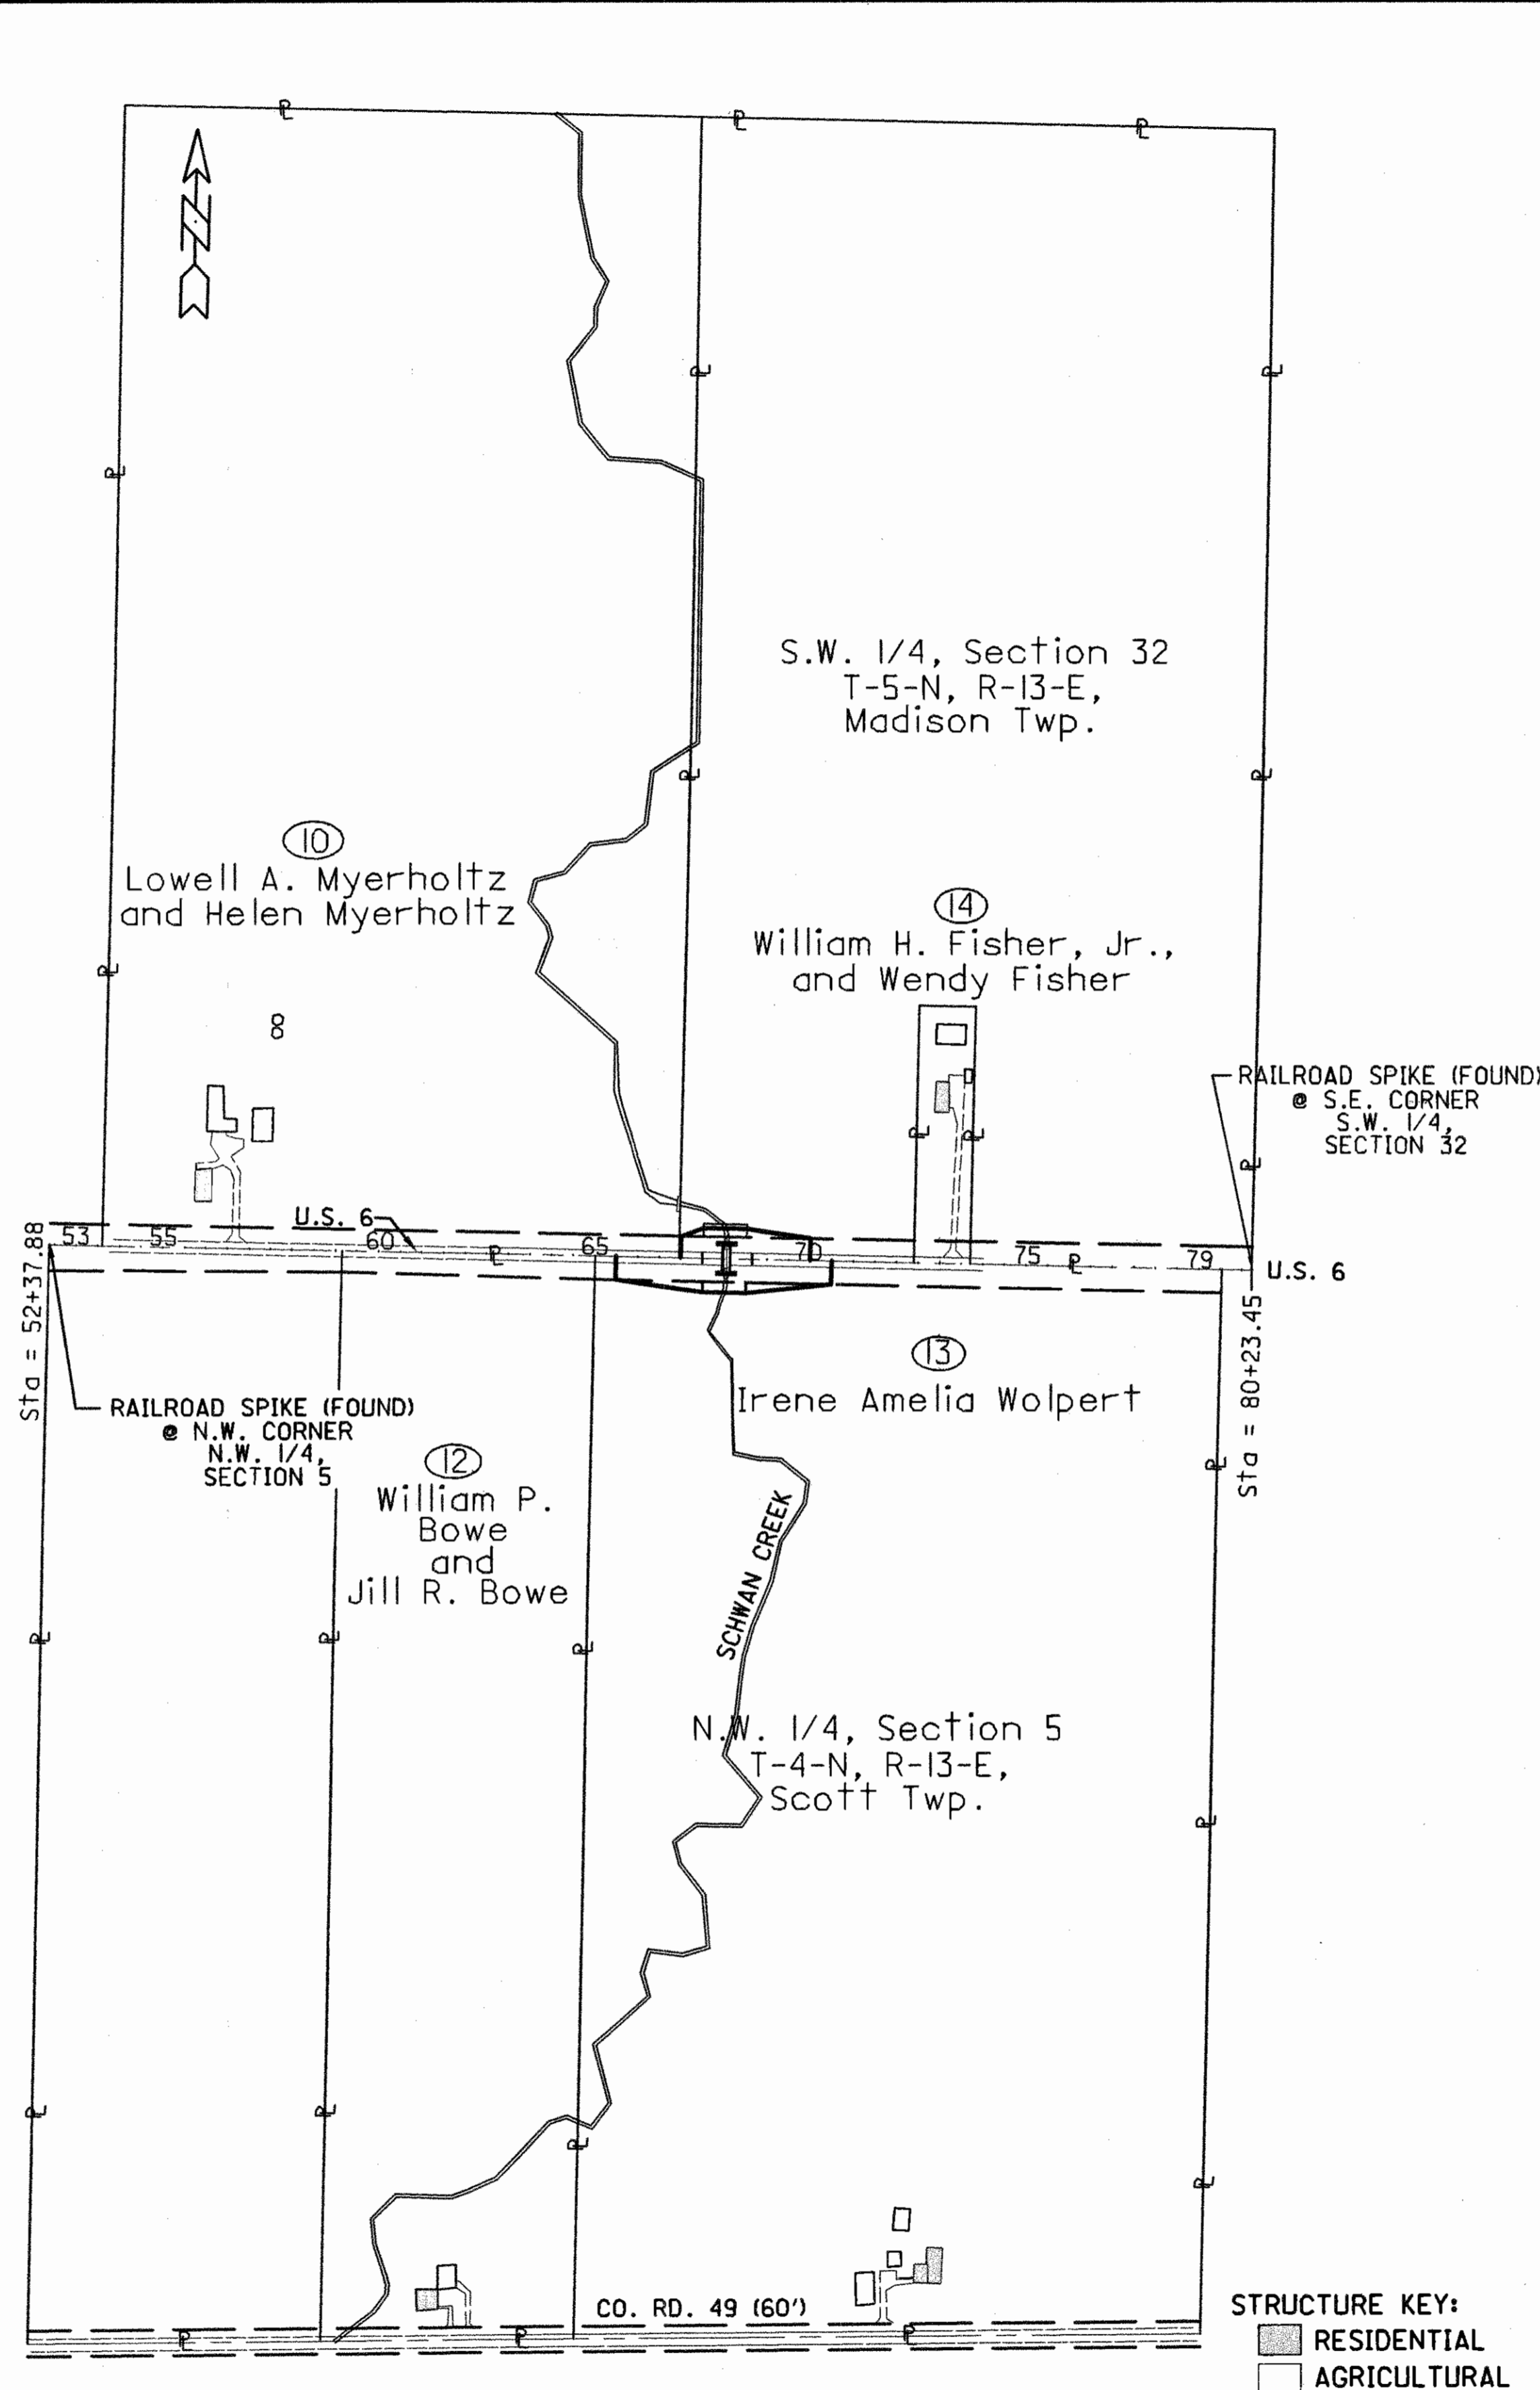 N
S.W. 1/4, Section 32
T-5-N, R-13-E,
Madison Twp.
10
Lowell A. Myerholtz
and Helen Myerholtz
14
William H. Fisher, Jr.,
and Wendy Fisher
RAILROAD SPIKE (FOUND)
@ S.E. CORNER
S.W. 1/4,
SECTION 32
Sta = 52+37.88
53
55
U.S. 6
60
65
70
75
79
U.S. 6
Sta = 80+23.45
RAILROAD SPIKE (FOUND)
@ N.W. CORNER
N.W. 1/4,
SECTION 5
13
Irene Amelia Wolpert
12
William P.
Bowe
and
Jill R. Bowe
SCHWAN CREEK
N.W. 1/4, Section 5
T-4-N, R-13-E,
Scott Twp.
CO. RD. 49 (60')
STRUCTURE KEY:
RESIDENTIAL
AGRICULTURAL